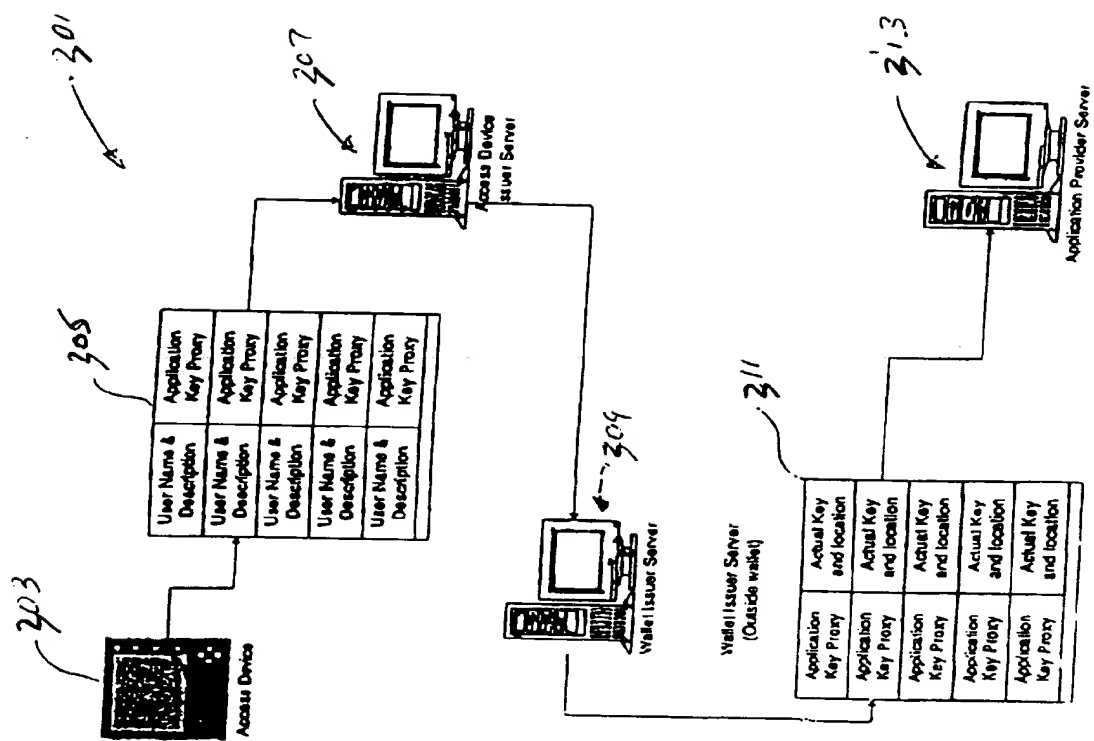 301
203
Access Device
305
User Name &
Description
Application
Key Proxy
User Name &
Description
Application
Key Proxy
User Name &
Description
Application
Key Proxy
User Name &
Description
Application
Key Proxy
User Name &
Description
Application
Key Proxy
307
Access Device
Issuer Server
309
Wallet Issuer Server
Wallet Issuer Server
(Outside wallet)
311
Application
Key Proxy
Actual Key
and location
Application
Key Proxy
Actual Key
and location
Application
Key Proxy
Actual Key
and location
Application
Key Proxy
Actual Key
and location
Application
Key Proxy
Actual Key
and location
313
Application Provider Server